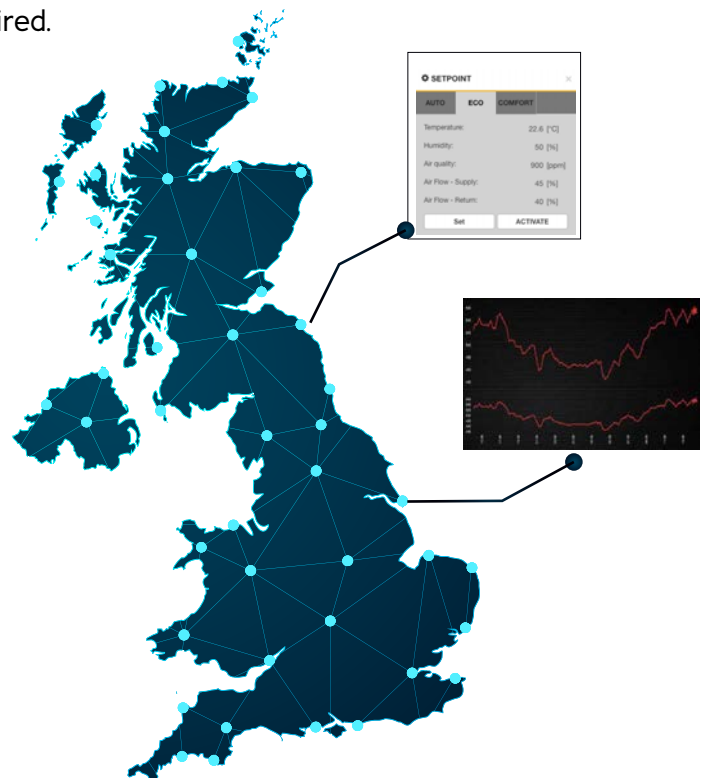 ired.
SETPOINT ×
AUTO ECO COMFORT
Temperature: 22.6 [°C]
Humidity: 50 [%]
Air quality: 900 [ppm]
Air Flow - Supply: 45 [%]
Air Flow - Return: 40 [%]
Set ACTIVATE